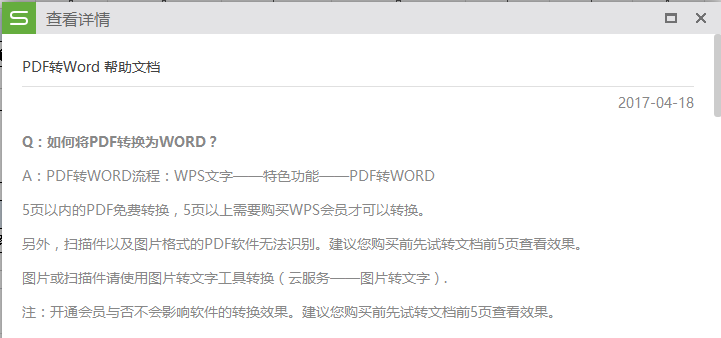 S 查看详情
PDF转Word 帮助文档
2017-04-18
Q：如何将PDF转换为WORD？
A：PDF转WORD流程：WPS文字——特色功能——PDF转WORD
5页以内的PDF免费转换，5页以上需要购买WPS会员才可以转换。
另外，扫描件以及图片格式的PDF软件无法识别。建议您购买前先试转文档前5页查看效果。
图片或扫描件请使用图片转文字工具转换（云服务——图片转文字）.
注：开通会员与否不会影响软件的转换效果。建议您购买前先试转文档前5页查看效果。